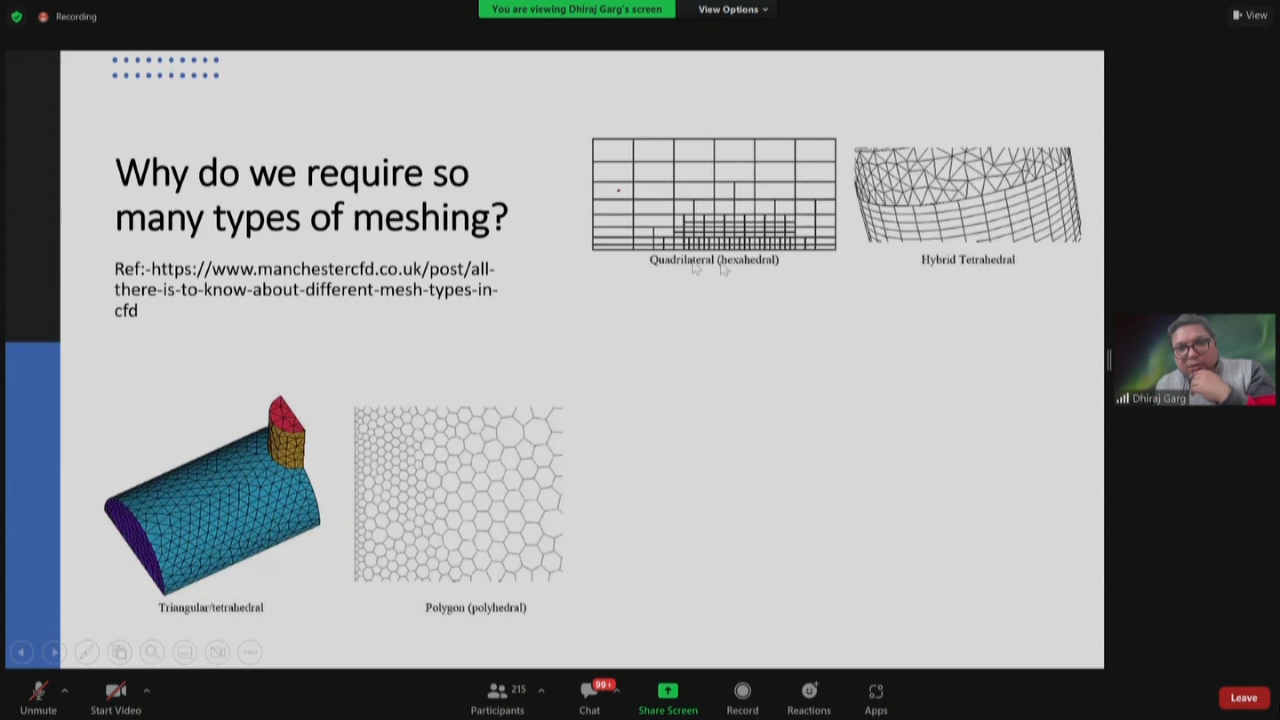 Recording
You are viewing Dhiraj Garg's screen
View Options
View
Why do we require so
many types of meshing?
Ref:-https://www.manchestercfd.co.uk/post/all-
there-is-to-know-about-different-mesh-types-in-
cfd
Quadrilateral (hexahedral)
Hybrid Tetrahedral
Triangular/tetrahedral
Polygon (polyhedral)
Dhiraj Garg
Unmute
Start Video
215
Participants
99+
Chat
Share Screen
Record
Reactions
Apps
Leave